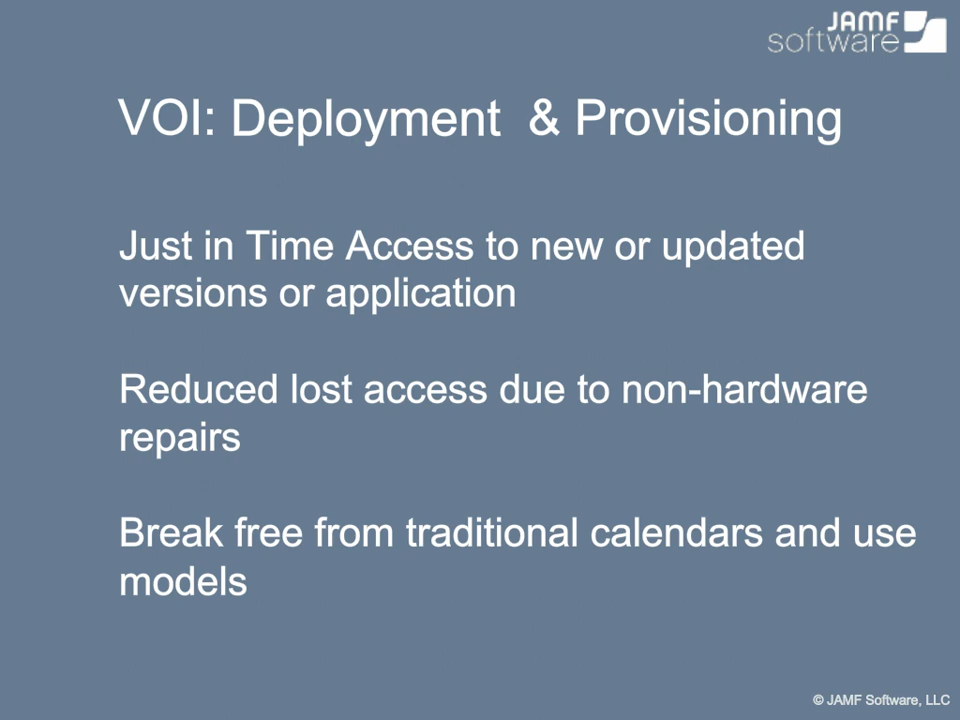 JAMF
software
VOI: Deployment & Provisioning
Just in Time Access to new or updated
versions or application
Reduced lost access due to non-hardware
repairs
Break free from traditional calendars and use
models
© JAMF Software, LLC